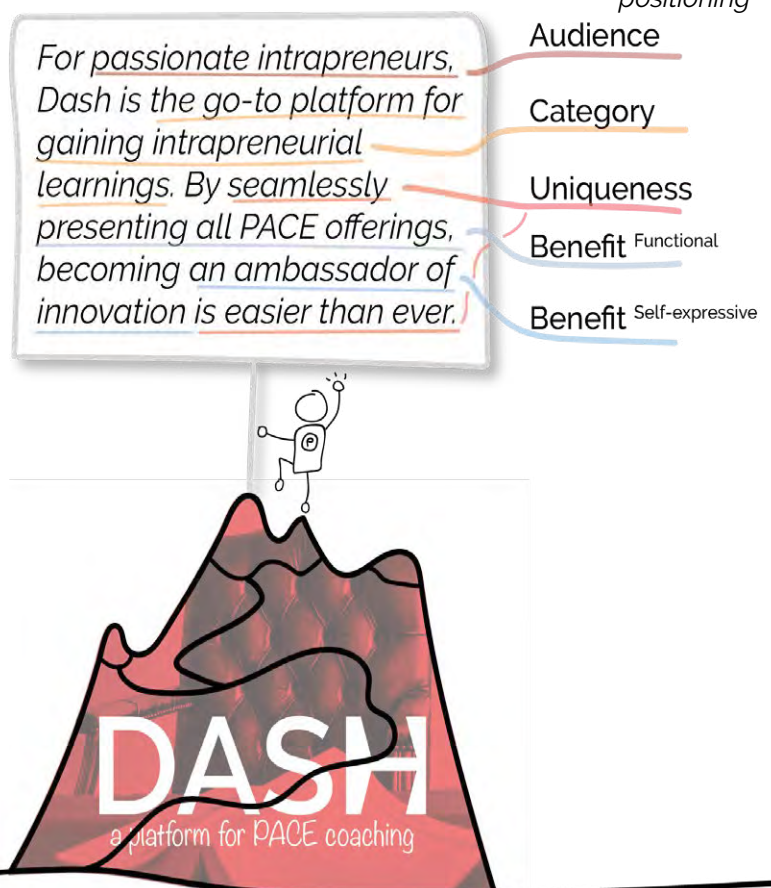 positioning
For passionate intrapreneurs,
Dash is the go-to platform for
gaining intrapreneurial
learnings. By seamlessly
presenting all PACE offerings,
becoming an ambassador of
innovation is easier than ever.
Audience
Category
Uniqueness
Benefit Functional
Benefit Self-expressive
P
DASH
a platform for PACE coaching